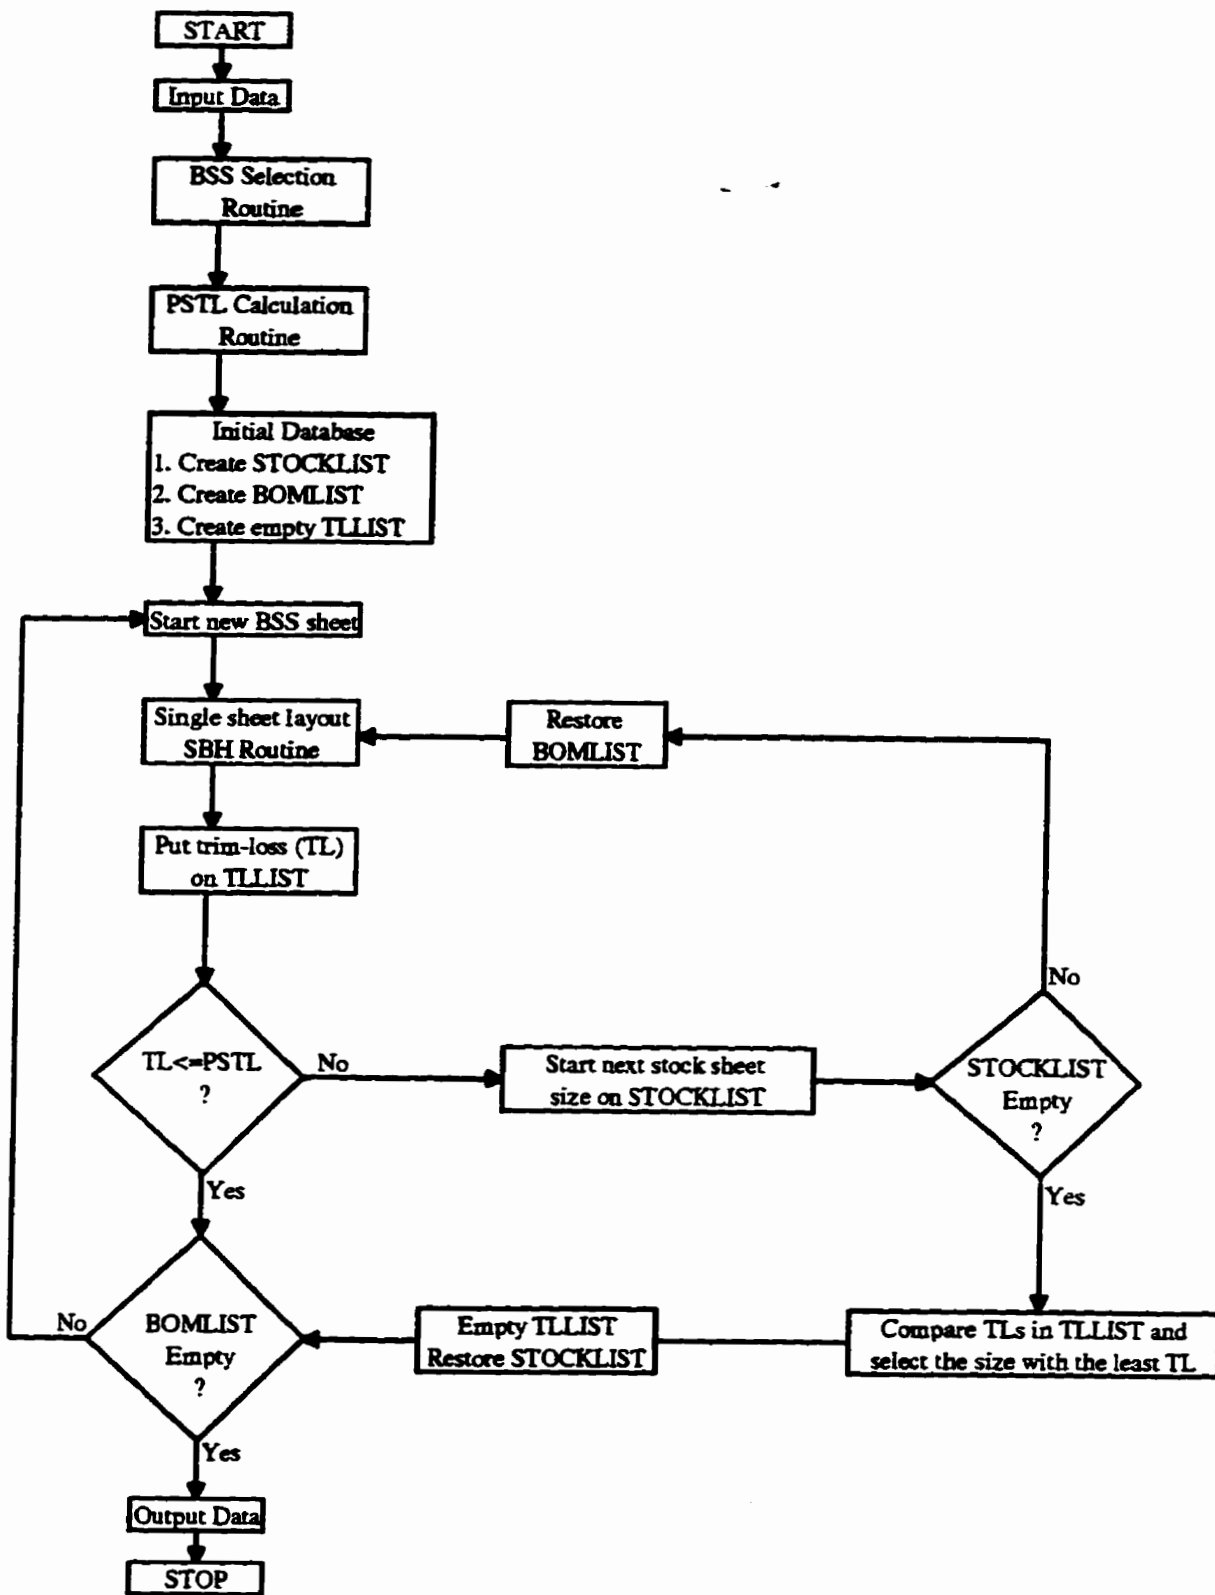 START
Input Data
BSS Selection
Routine
PSTL Calculation
Routine
Initial Database
1. Create STOCKLIST
2. Create BOMLIST
3. Create empty TLLIST
Start new BSS sheet
Single sheet layout
SBH Routine
Restore
BOMLIST
Put trim-loss (TL)
on TLLIST
No
TL<=PSTL
?
No
Start next stock sheet
size on STOCKLIST
STOCKLIST
Empty
?
Yes
Yes
No
BOMLIST
Empty
?
Empty TLLIST
Restore STOCKLIST
Compare TLs in TLLIST and
select the size with the least TL
Yes
Output Data
STOP